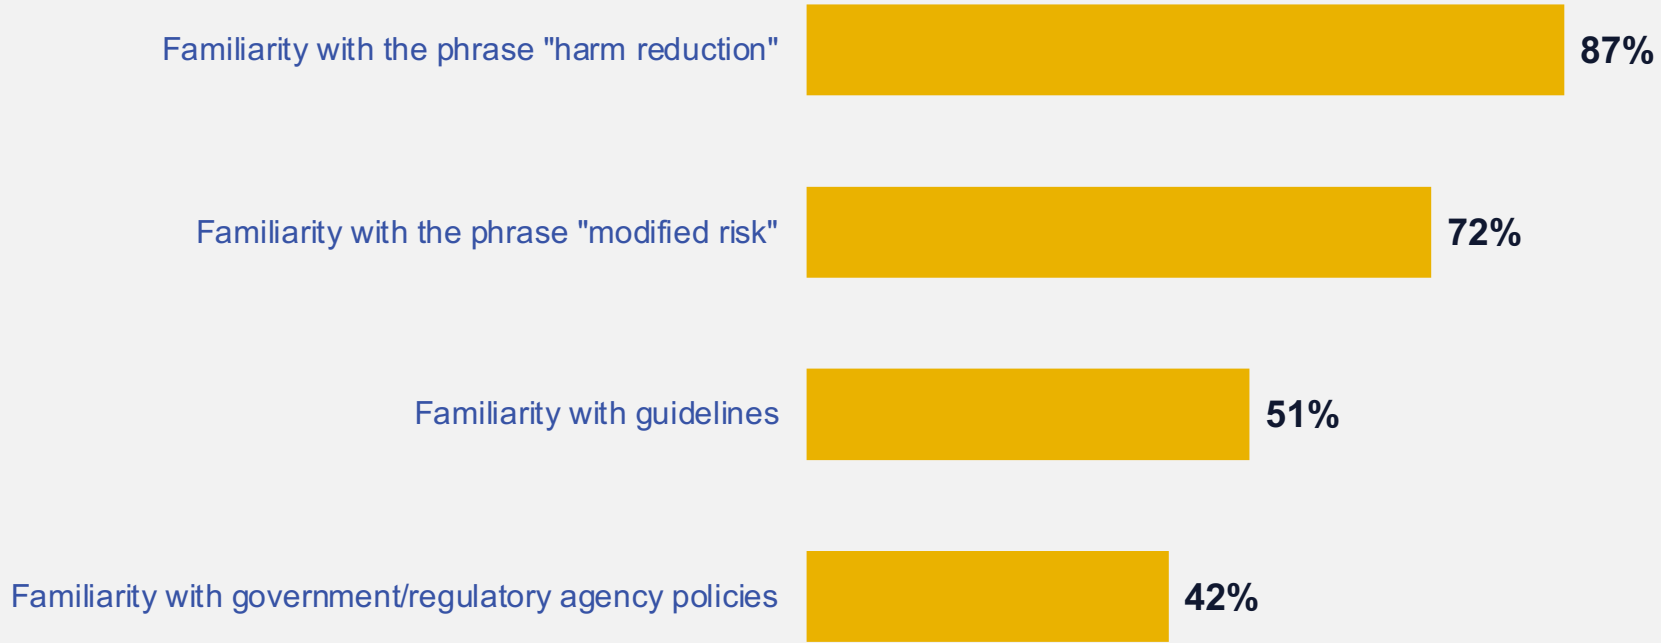 Familiarity with the phrase "harm reduction" 87%
Familiarity with the phrase "modified risk" 72%
Familiarity with guidelines 51%
Familiarity with government/regulatory agency policies 42%